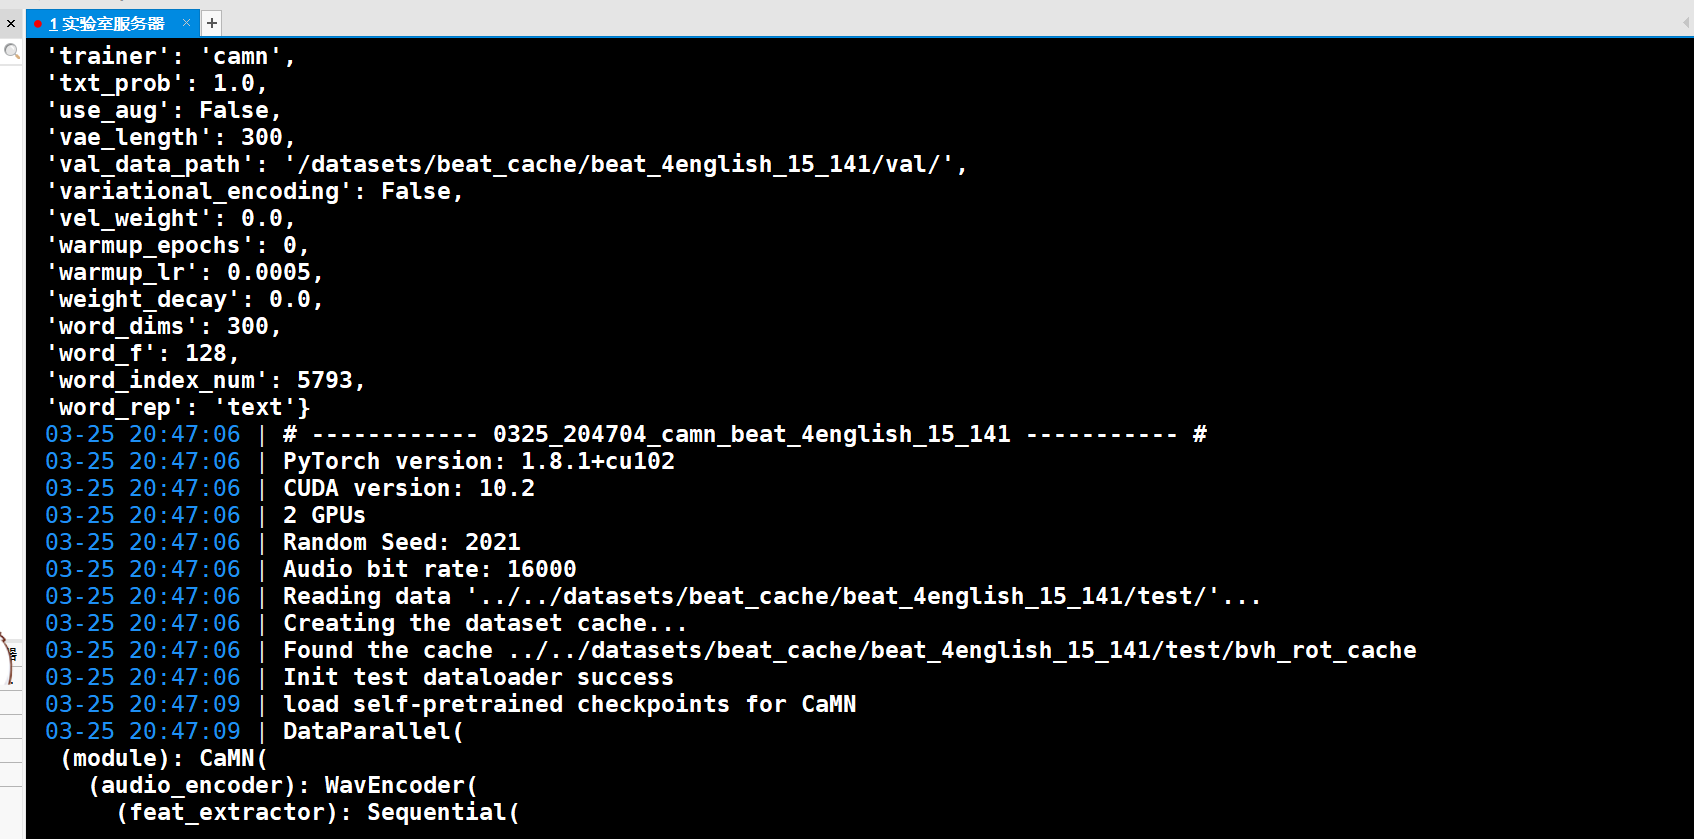 1 实验室服务器
'trainer': 'camn',
'txt_prob': 1.0,
'use_aug': False,
'vae_length': 300,
'val_data_path': '/datasets/beat_cache/beat_4english_15_141/val/',
'variational_encoding': False,
'vel_weight': 0.0,
'warmup_epochs': 0,
'warmup_lr': 0.0005,
'weight_decay': 0.0,
'word_dims': 300,
'word_f': 128,
'word_index_num': 5793,
'word_rep': 'text'}
03-25 20:47:06 | # ------------ 0325_204704_camn_beat_4english_15_141 ----------- #
03-25 20:47:06 | PyTorch version: 1.8.1+cu102
03-25 20:47:06 | CUDA version: 10.2
03-25 20:47:06 | 2 GPUs
03-25 20:47:06 | Random Seed: 2021
03-25 20:47:06 | Audio bit rate: 16000
03-25 20:47:06 | Reading data '../../datasets/beat_cache/beat_4english_15_141/test/'...
03-25 20:47:06 | Creating the dataset cache...
03-25 20:47:06 | Found the cache ../../datasets/beat_cache/beat_4english_15_141/test/bvh_rot_cache
03-25 20:47:06 | Init test dataloader success
03-25 20:47:09 | load self-pretrained checkpoints for CaMN
03-25 20:47:09 | DataParallel(
(module): CaMN(
(audio_encoder): WavEncoder(
(feat_extractor): Sequential(